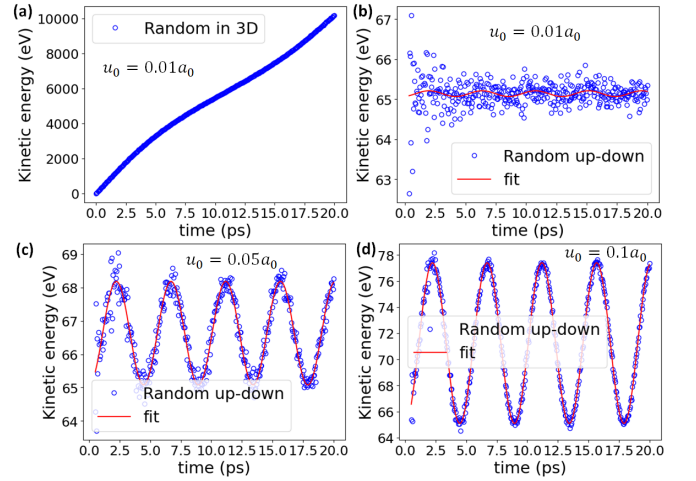 (a)
Kinetic energy (eV)
10000
8000
6000
4000
2000
0
Random in 3D
u₀ = 0.01a₀
0.0 2.5 5.0 7.5 10.0 12.5 15.0 17.5 20.0
time (ps)
(b)
Kinetic energy (eV)
67
66
65
64
63
u₀ = 0.01a₀
Random up-down
fit
0.0 2.5 5.0 7.5 10.0 12.5 15.0 17.5 20.0
time (ps)
(c)
Kinetic energy (eV)
69
68
67
66
65
64
u₀ = 0.05a₀
Random up-down
fit
0.0 2.5 5.0 7.5 10.0 12.5 15.0 17.5 20.0
time (ps)
(d)
Kinetic energy (eV)
78
76
74
72
70
68
66
64
u₀ = 0.1a₀
Random up-down
fit
0.0 2.5 5.0 7.5 10.0 12.5 15.0 17.5 20.0
time (ps)